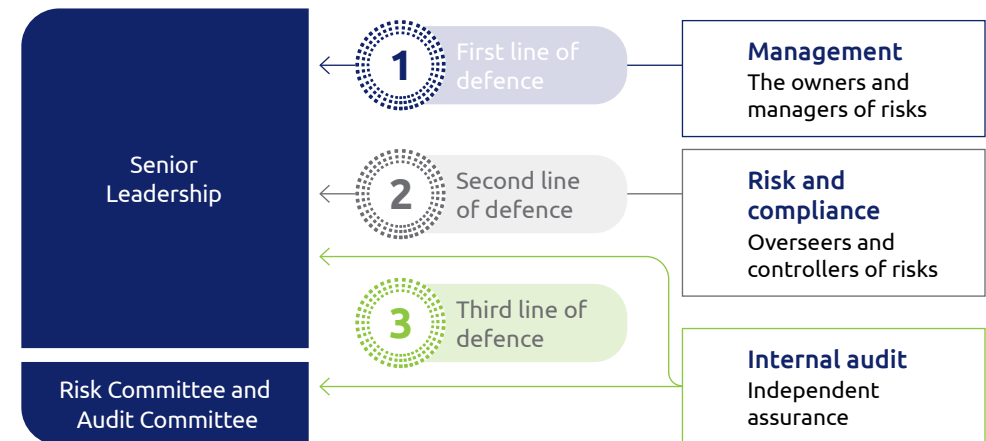 Senior
Leadership
Risk Committee and
Audit Committee
1
First line of
defence
2
Second line
of defence
3
Third line of
defence
Management
The owners and
managers of risks
Risk and
compliance
Overseers and
controllers of risks
Internal audit
Independent
assurance